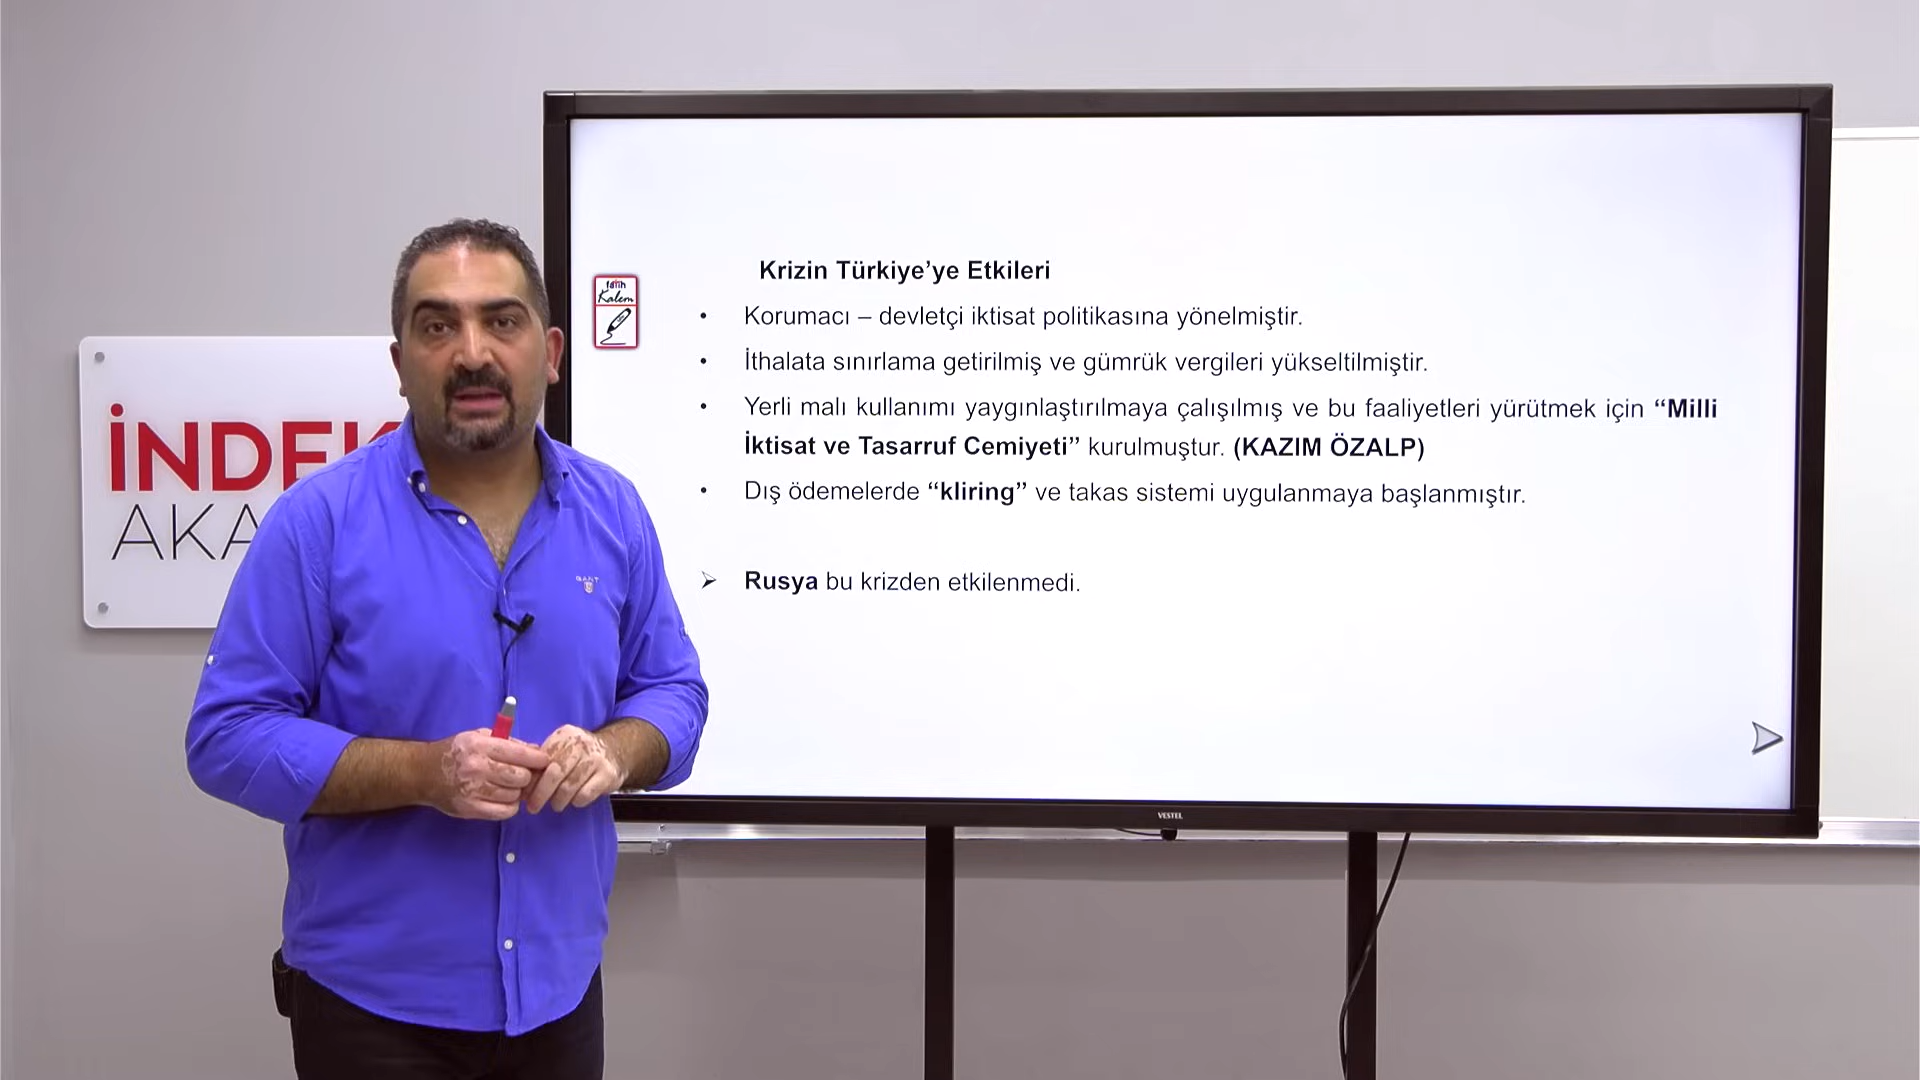 Krizin Türkiye’ye Etkileri
fatih
Kalem
• Korumacı – devletçi iktisat politikasına yönelmiştir.
• İthalata sınırlama getirilmiş ve gümrük vergileri yükseltilmiştir.
• Yerli malı kullanımı yaygınlaştırılmaya çalışılmış ve bu faaliyetleri yürütmek için “Milli
İktisat ve Tasarruf Cemiyeti” kurulmuştur. (KAZIM ÖZALP)
• Dış ödemelerde “kliring” ve takas sistemi uygulanmaya başlanmıştır.
➢ Rusya bu krizden etkilenmedi.
İNDEK
AKA
GANT
VESTEL